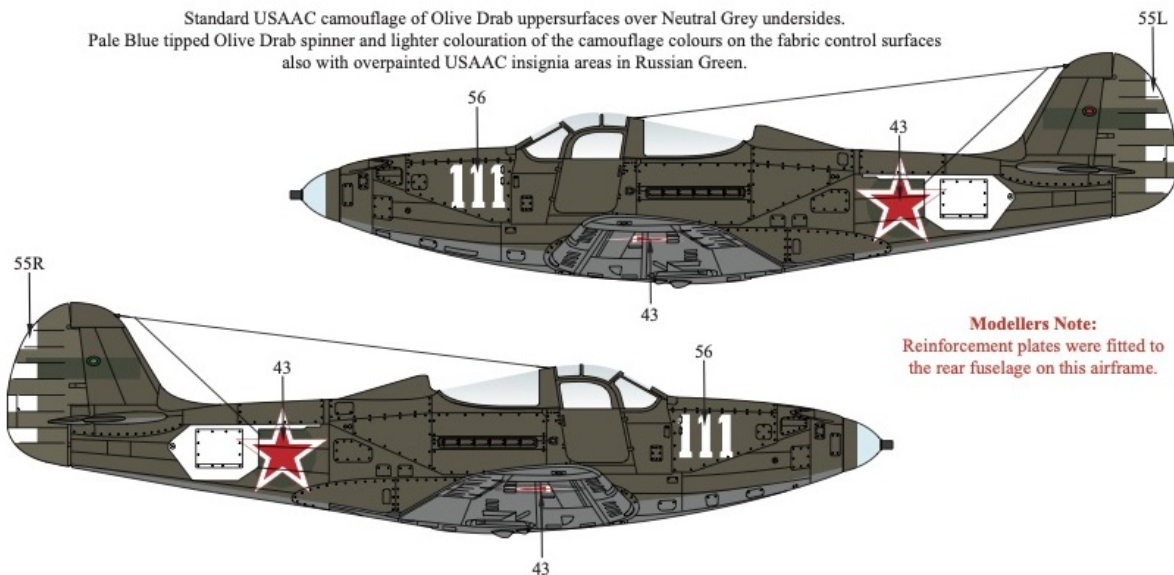 Standard USAAC camouflage of Olive Drab uppersurfaces over Neutral Grey undersides.
Pale Blue tipped Olive Drab spinner and lighter colouration of the camouflage colours on the fabric control surfaces
also with overpainted USAAC insignia areas in Russian Green.
55L
56
43
111
43
55R
Modellers Note:
Reinforcement plates were fitted to
the rear fuselage on this airframe.
43
56
111
43